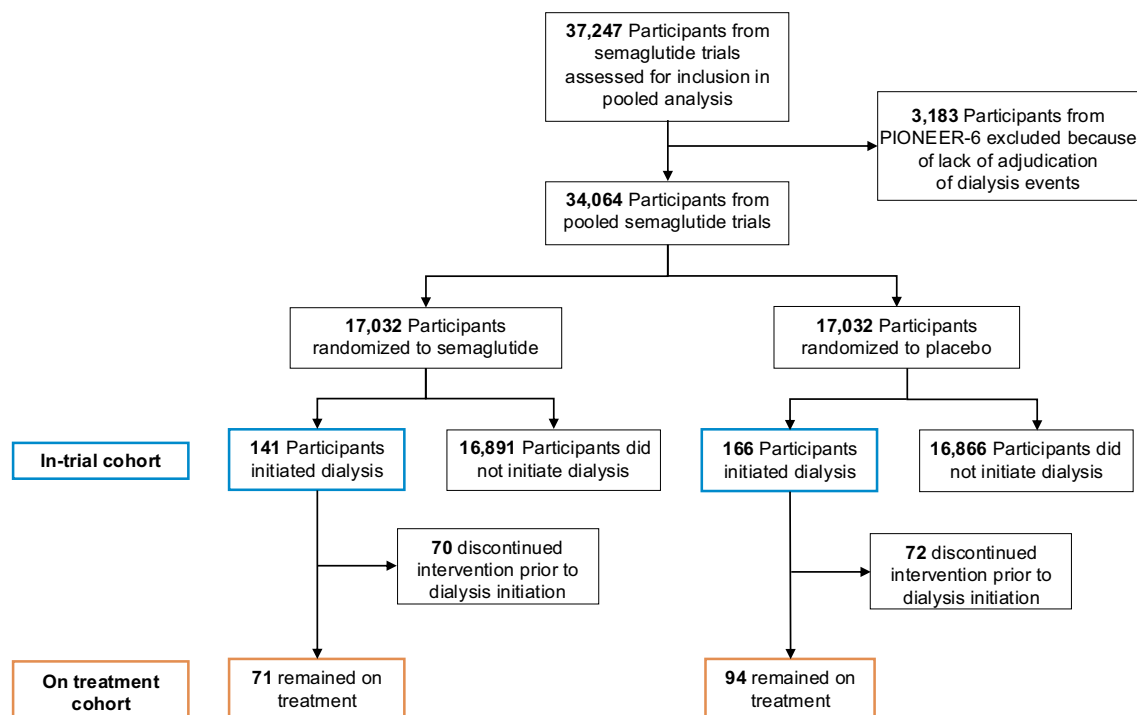 37,247 Participants from
semaglutide trials
assessed for inclusion in
pooled analysis
3,183 Participants from
PIONEER-6 excluded because
of lack of adjudication
of dialysis events
34,064 Participants from
pooled semaglutide trials
17,032 Participants
randomized to semaglutide
17,032 Participants
randomized to placebo
In-trial cohort
141 Participants
initiated dialysis
16,891 Participants did
not initiate dialysis
166 Participants
initiated dialysis
16,866 Participants did
not initiate dialysis
70 discontinued
intervention prior to
dialysis initiation
72 discontinued
intervention prior to
dialysis initiation
On treatment
cohort
71 remained on
treatment
94 remained on
treatment